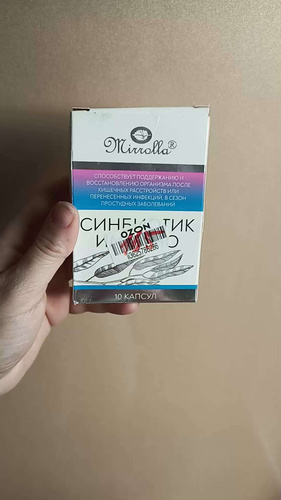 Mirrolla®
СПОСОБСТВУЕТ ПОДДЕРЖАНИЮ И
ВОССТАНОВЛЕНИЮ ОРГАНИЗМА ПОСЛЕ
КИШЕЧНЫХ РАССТРОЙСТВ ИЛИ
ПЕРЕНЕСЕННЫХ ИНФЕКЦИЙ, В СЕЗОН
ПРОСТУДНЫХ ЗАБОЛЕВАНИЙ
OZON
10 КАПСУЛ